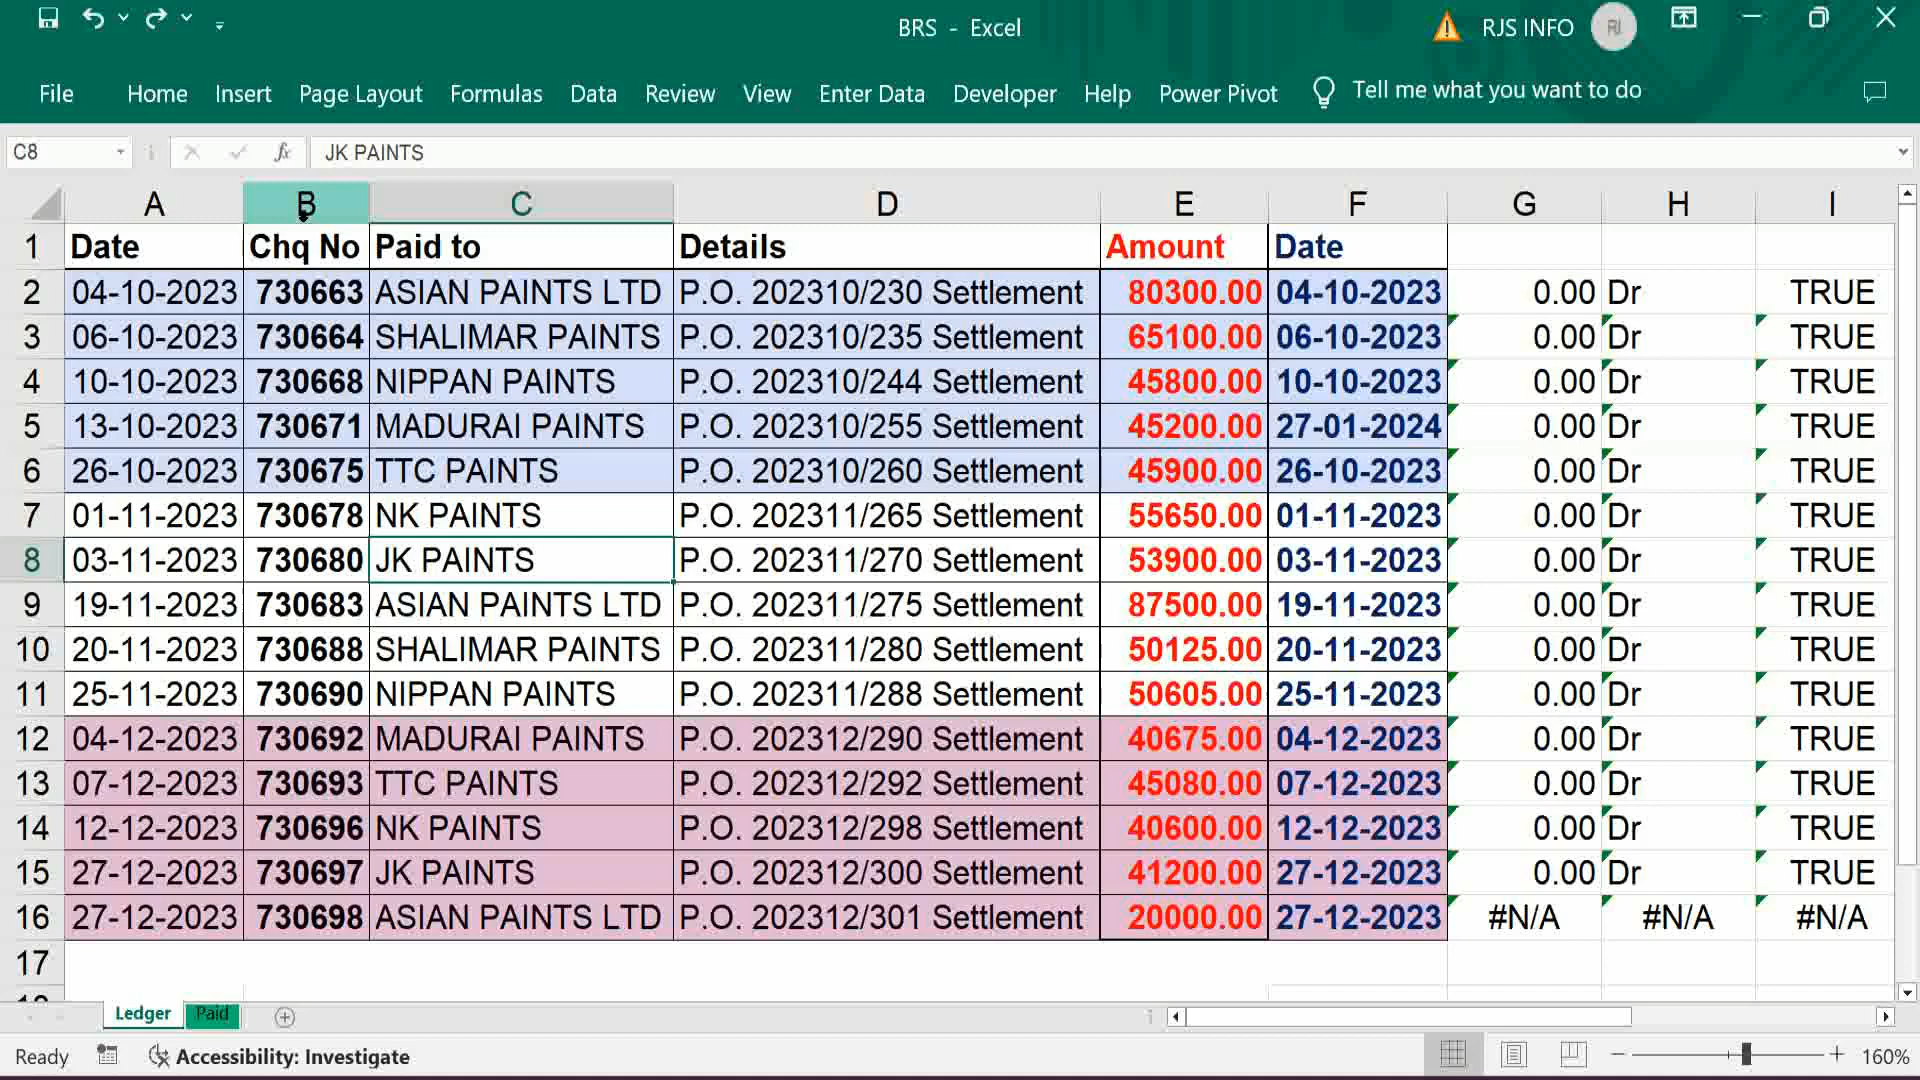 BRS - Excel
RJS INFO
RI
File Home Insert Page Layout Formulas Data Review View Enter Data Developer Help Power Pivot Tell me what you want to do
C8 fx JK PAINTS
A B C D E F G H I
1 Date Chq No Paid to Details Amount Date
2 04-10-2023 730663 ASIAN PAINTS LTD P.O. 202310/230 Settlement 80300.00 04-10-2023 0.00 Dr TRUE
3 06-10-2023 730664 SHALIMAR PAINTS P.O. 202310/235 Settlement 65100.00 06-10-2023 0.00 Dr TRUE
4 10-10-2023 730668 NIPPAN PAINTS P.O. 202310/244 Settlement 45800.00 10-10-2023 0.00 Dr TRUE
5 13-10-2023 730671 MADURAI PAINTS P.O. 202310/255 Settlement 45200.00 27-01-2024 0.00 Dr TRUE
6 26-10-2023 730675 TTC PAINTS P.O. 202310/260 Settlement 45900.00 26-10-2023 0.00 Dr TRUE
7 01-11-2023 730678 NK PAINTS P.O. 202311/265 Settlement 55650.00 01-11-2023 0.00 Dr TRUE
8 03-11-2023 730680 JK PAINTS P.O. 202311/270 Settlement 53900.00 03-11-2023 0.00 Dr TRUE
9 19-11-2023 730683 ASIAN PAINTS LTD P.O. 202311/275 Settlement 87500.00 19-11-2023 0.00 Dr TRUE
10 20-11-2023 730688 SHALIMAR PAINTS P.O. 202311/280 Settlement 50125.00 20-11-2023 0.00 Dr TRUE
11 25-11-2023 730690 NIPPAN PAINTS P.O. 202311/288 Settlement 50605.00 25-11-2023 0.00 Dr TRUE
12 04-12-2023 730692 MADURAI PAINTS P.O. 202312/290 Settlement 40675.00 04-12-2023 0.00 Dr TRUE
13 07-12-2023 730693 TTC PAINTS P.O. 202312/292 Settlement 45080.00 07-12-2023 0.00 Dr TRUE
14 12-12-2023 730696 NK PAINTS P.O. 202312/298 Settlement 40600.00 12-12-2023 0.00 Dr TRUE
15 27-12-2023 730697 JK PAINTS P.O. 202312/300 Settlement 41200.00 27-12-2023 0.00 Dr TRUE
16 27-12-2023 730698 ASIAN PAINTS LTD P.O. 202312/301 Settlement 20000.00 27-12-2023 #N/A #N/A #N/A
17
Ledger Paid
Ready Accessibility: Investigate 160%